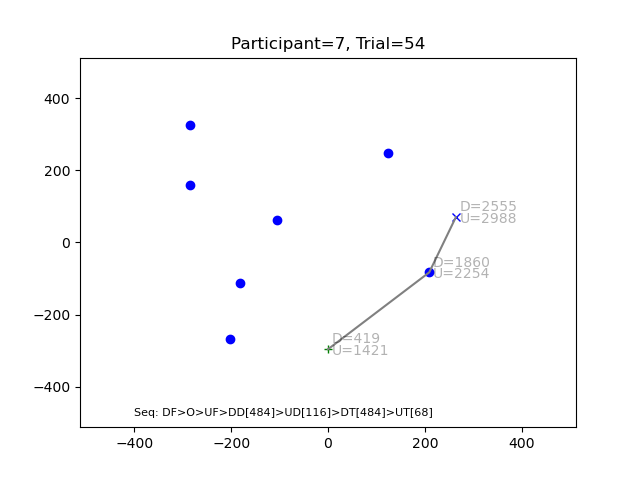 Participant=7, Trial=54
400
200
0
−200
−400
D=2555
U=2988
D=1860
U=2254
D=419
U=1421
Seq: DF>O>UF>DD[484]>UD[116]>DT[484]>UT[68]
−400 −200 0 200 400